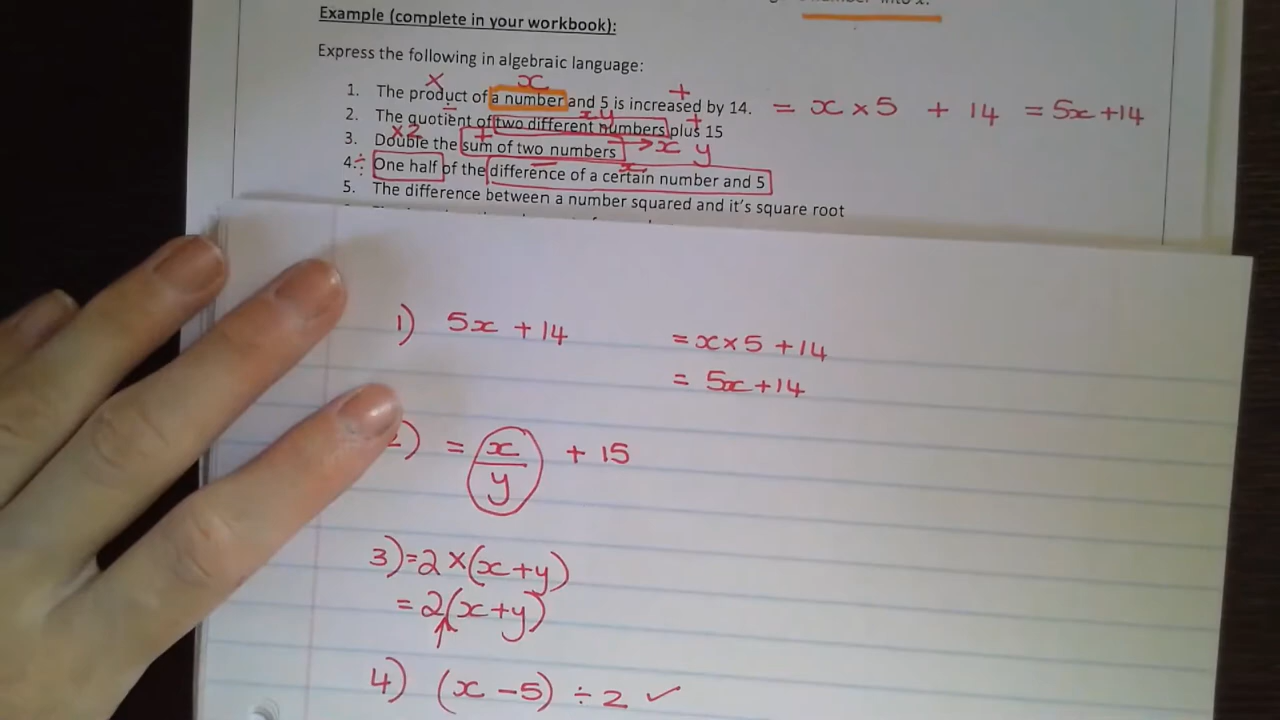 Example (complete in your workbook):
Express the following in algebraic language:
× x +
1. The product of a number and 5 is increased by 14. = x × 5 + 14 = 5x + 14
÷ xy +
2. The quotient of two different numbers plus 15
×2 + → x y
3. Double the sum of two numbers
÷ − x
4. One half of the difference of a certain number and 5
5. The difference between a number squared and it's square root
1) 5x + 14 = x × 5 + 14
= 5x + 14
2) = x/y + 15
3) = 2 × (x + y)
= 2(x + y)
4) (x − 5) ÷ 2 ✓